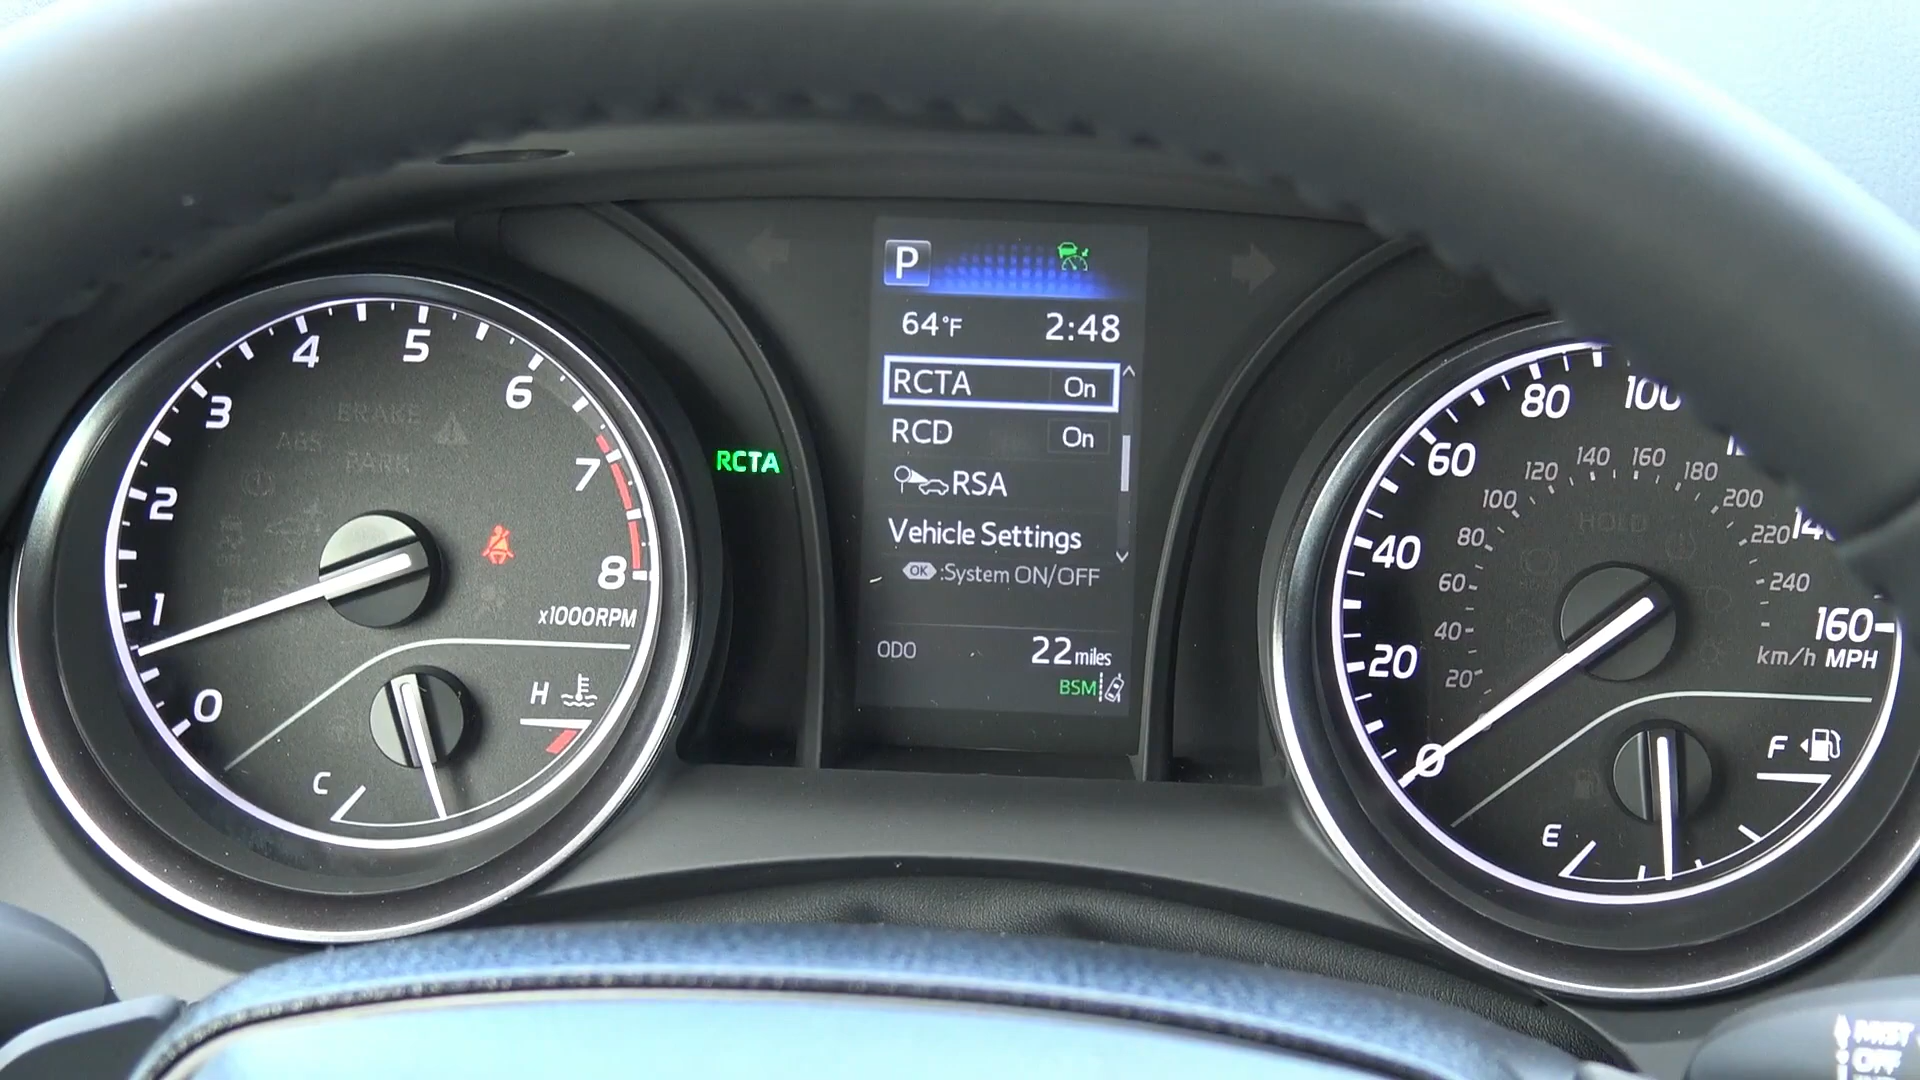 P
64°F 2:48
RCTA On
RCD On
RSA
Vehicle Settings
OK :System ON/OFF
ODO 22 miles
BSM
RCTA
0
1
2
3
4
5
6
7
8
x1000RPM
BRAKE
ABS
PARK
H
C
0
20
40
60
80
100
160
20
40
60
80
100
120
140
160
180
200
220
240
km/h MPH
HOLD
F
E
MIST
OFF